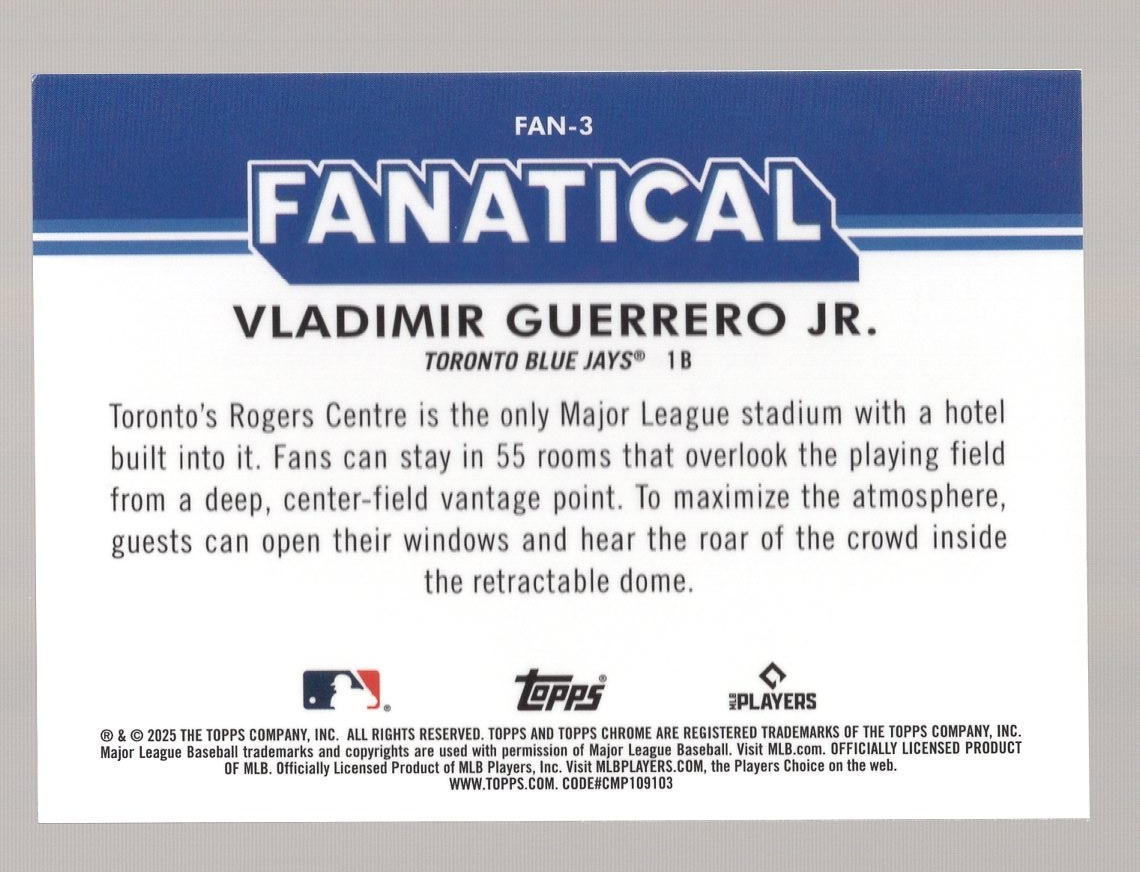 FAN-3
FANATICAL
VLADIMIR GUERRERO JR.
TORONTO BLUE JAYS® 1B
Toronto's Rogers Centre is the only Major League stadium with a hotel
built into it. Fans can stay in 55 rooms that overlook the playing field
from a deep, center-field vantage point. To maximize the atmosphere,
guests can open their windows and hear the roar of the crowd inside
the retractable dome.
® topps® MLB PLAYERS
® & © 2025 THE TOPPS COMPANY, INC. ALL RIGHTS RESERVED. TOPPS AND TOPPS CHROME ARE REGISTERED TRADEMARKS OF THE TOPPS COMPANY, INC.
Major League Baseball trademarks and copyrights are used with permission of Major League Baseball. Visit MLB.com. OFFICIALLY LICENSED PRODUCT
OF MLB. Officially Licensed Product of MLB Players, Inc. Visit MLBPLAYERS.COM, the Players Choice on the web.
WWW.TOPPS.COM. CODE#CMP109103